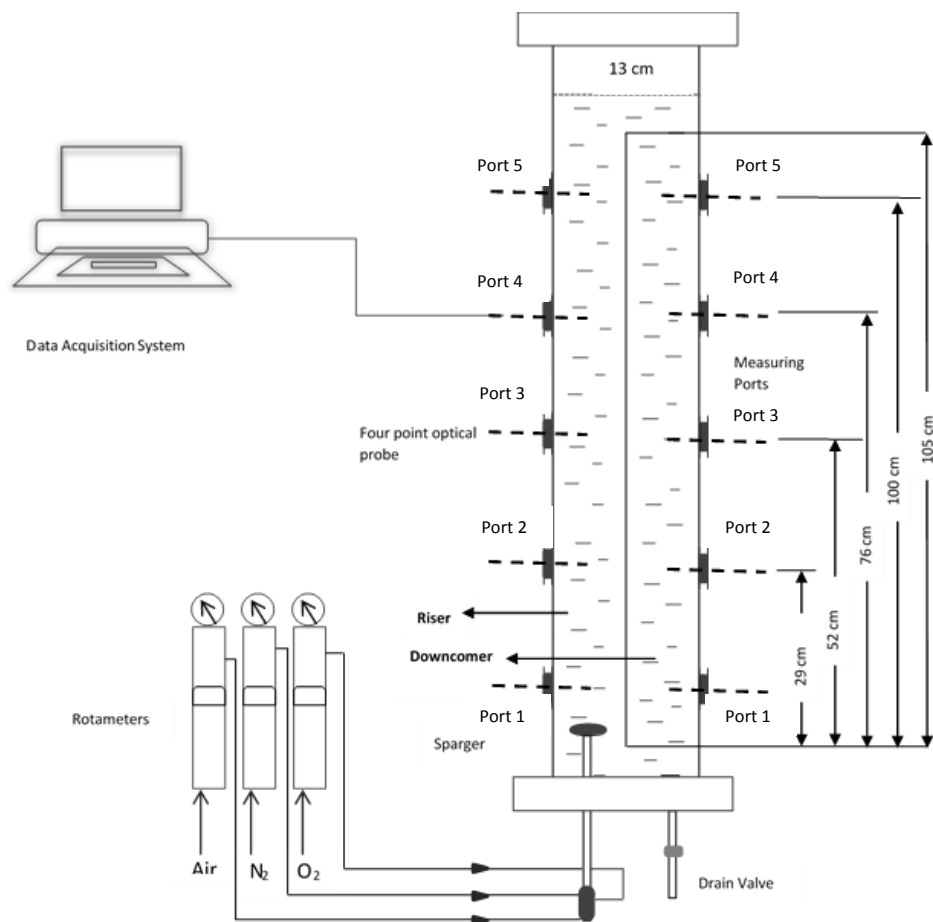 13 cm
Port 5
Port 5
Port 4
Port 4
Data Acquisition System
Measuring
Ports
Port 3
Port 3
Four point optical
probe
105 cm
100 cm
76 cm
52 cm
29 cm
Port 2
Port 2
Riser
Downcomer
Rotameters
Port 1
Port 1
Sparger
Air
N2
O2
Drain Valve